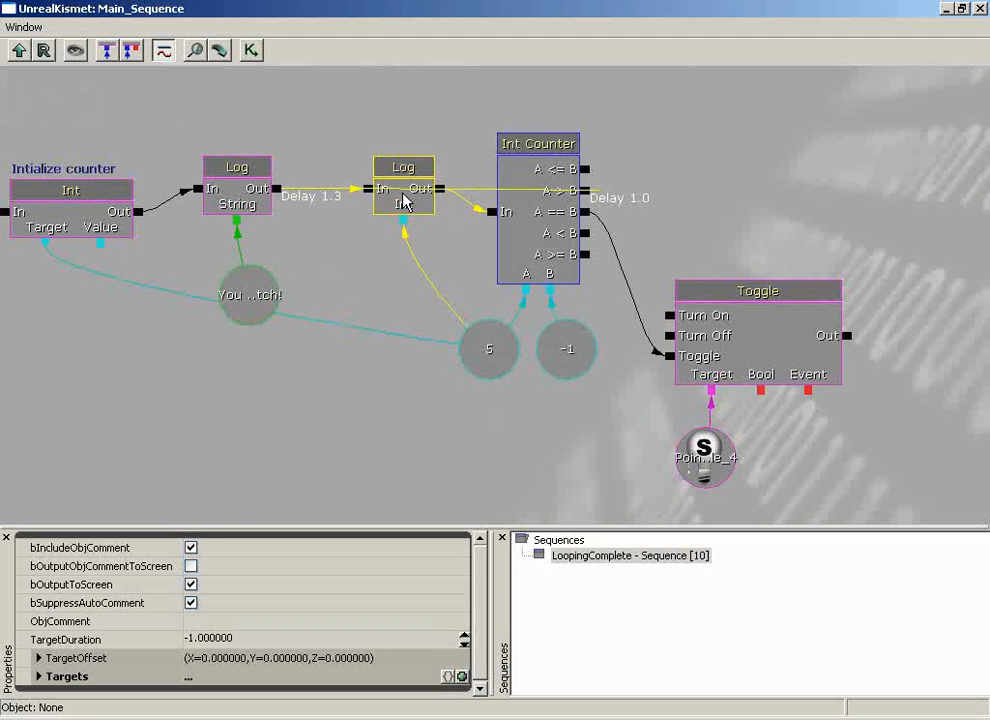 UnrealKismet: Main_Sequence
Window
R
K
Intialize counter
Int
In Out
Target Value
Log
In Out
String
Delay 1.3
Log
In Out
Int Counter
A <= B
A > B
In A == B
A < B
A >= B
A B
Delay 1.0
You ..tch!
5
-1
Toggle
Turn On
Turn Off Out
Toggle
Target Bool Event
S
Poin..le_4
bIncludeObjComment
bOutputObjCommentToScreen
bOutputToScreen
bSuppressAutoComment
ObjComment
TargetDuration -1.000000
TargetOffset (X=0.000000,Y=0.000000,Z=0.000000)
Targets ...
Properties
Sequences
LoopingComplete - Sequence [10]
Sequences
Object: None